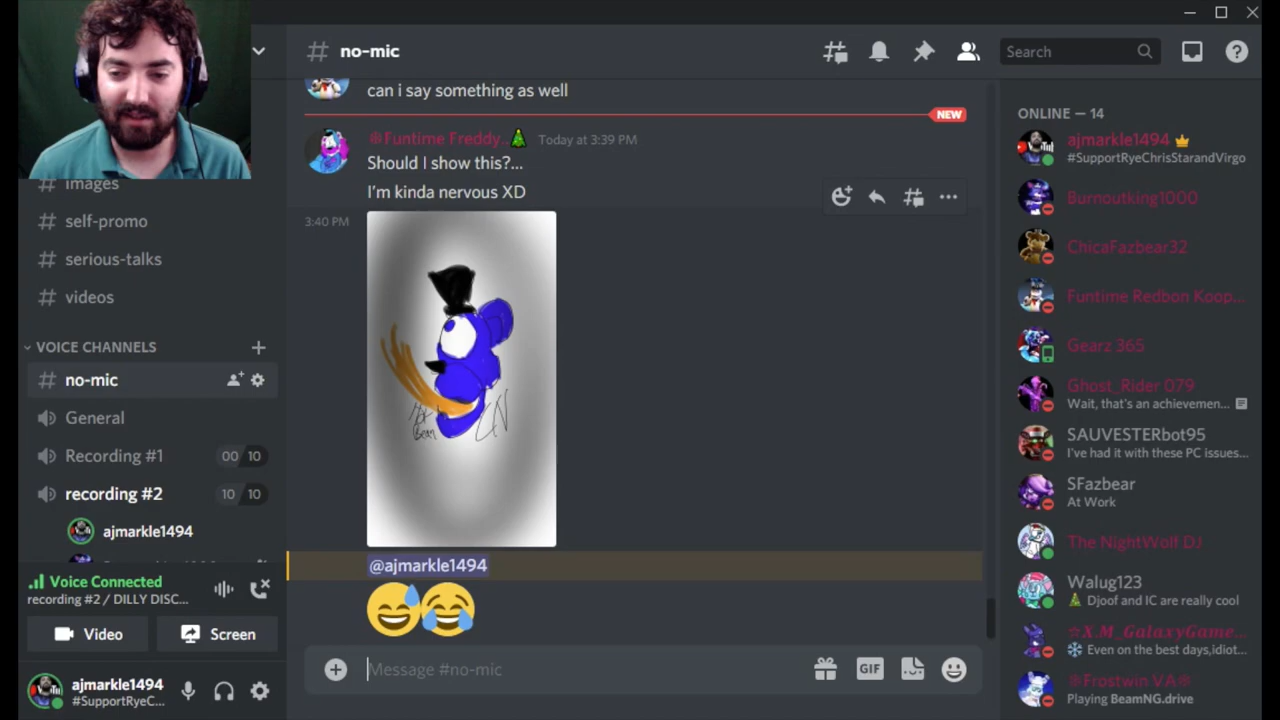 no-mic
Search
images
self-promo
serious-talks
videos
VOICE CHANNELS
no-mic
General
Recording #1
00 10
recording #2
10 10
ajmarkle1494
Voice Connected
recording #2 / DILLY DISC...
Video
Screen
ajmarkle1494
#SupportRyeC...
can i say something as well
NEW
❄Funtime Freddy 🎄 Today at 3:39 PM
Should I show this?...
I'm kinda nervous XD
3:40 PM
@ajmarkle1494
😅😂
Message #no-mic
GIF
ONLINE — 14
ajmarkle1494
#SupportRyeChrisStarandVirgo
Burnoutking1000
ChicaFazbear32
Funtime Redbon Koop...
Gearz 365
Ghost_Rider 079
Wait, that's an achievemen...
SAUVESTERbot95
I've had it with these PC issues...
SFazbear
At Work
The NightWolf DJ
Walug123
🎄 Djoof and IC are really cool
☆X.M_GalaxyGame...
❄ Even on the best days,idiot...
❄Frostwin VA❄
Playing BeamNG.drive